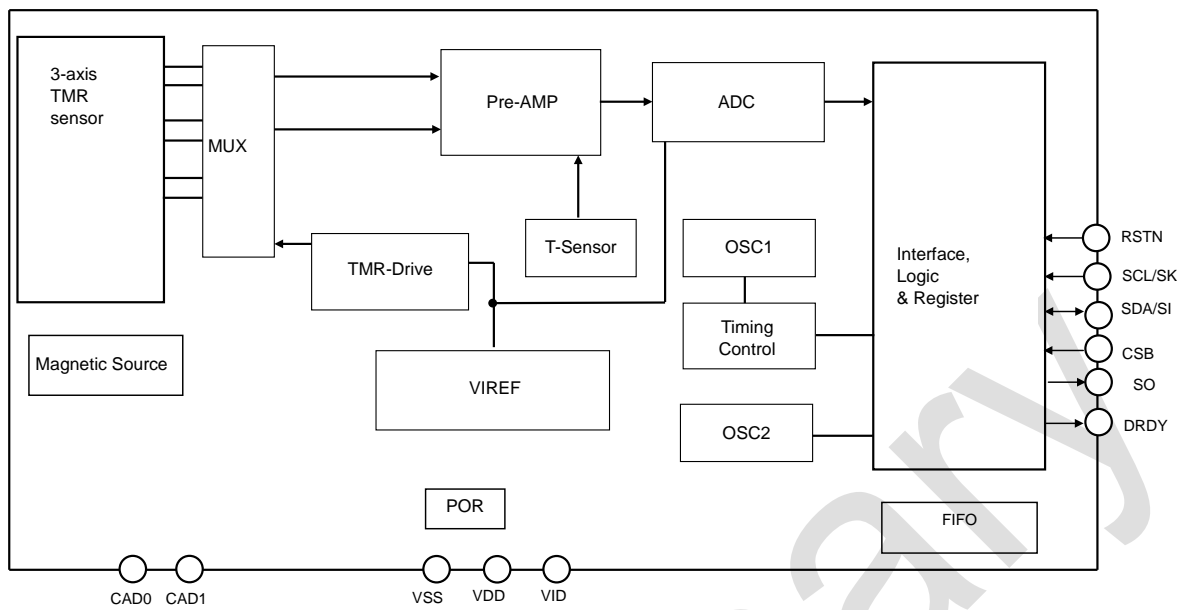 3-axis
TMR
sensor
MUX
Pre-AMP
ADC
T-Sensor
TMR-Drive
OSC1
Interface,
Logic
& Register
Timing
Control
Magnetic Source
VIREF
OSC2
POR
FIFO
RSTN
SCL/SK
SDA/SI
CSB
SO
DRDY
CAD0
CAD1
VSS
VDD
VID
ary